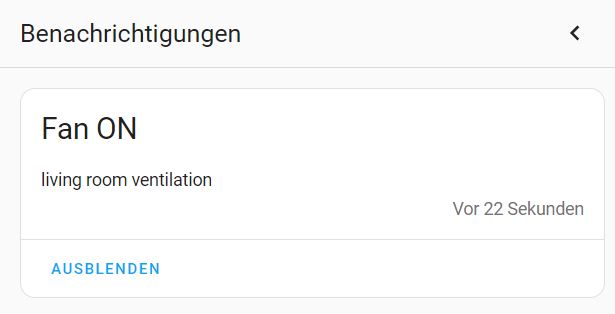 Benachrichtigungen
Fan ON
living room ventilation
Vor 22 Sekunden
AUSBLENDEN